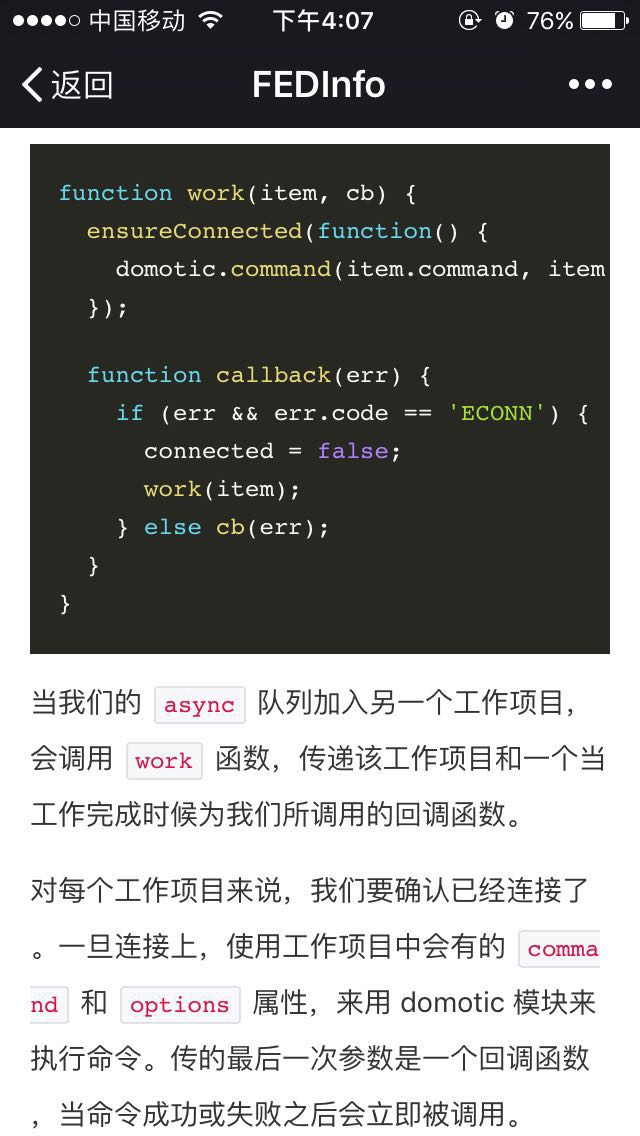 中国移动 下午4:07 76%
返回 FEDInfo
function work(item, cb) {
ensureConnected(function() {
domotic.command(item.command, item
});
function callback(err) {
if (err && err.code == 'ECONN') {
connected = false;
work(item);
} else cb(err);
}
}
当我们的 async 队列加入另一个工作项目，
会调用 work 函数，传递该工作项目和一个当
工作完成时候为我们所调用的回调函数。
对每个工作项目来说，我们要确认已经连接了
。一旦连接上，使用工作项目中会有的 comma
nd 和 options 属性，来用 domotic 模块来
执行命令。传的最后一次参数是一个回调函数
，当命令成功或失败之后会立即被调用。